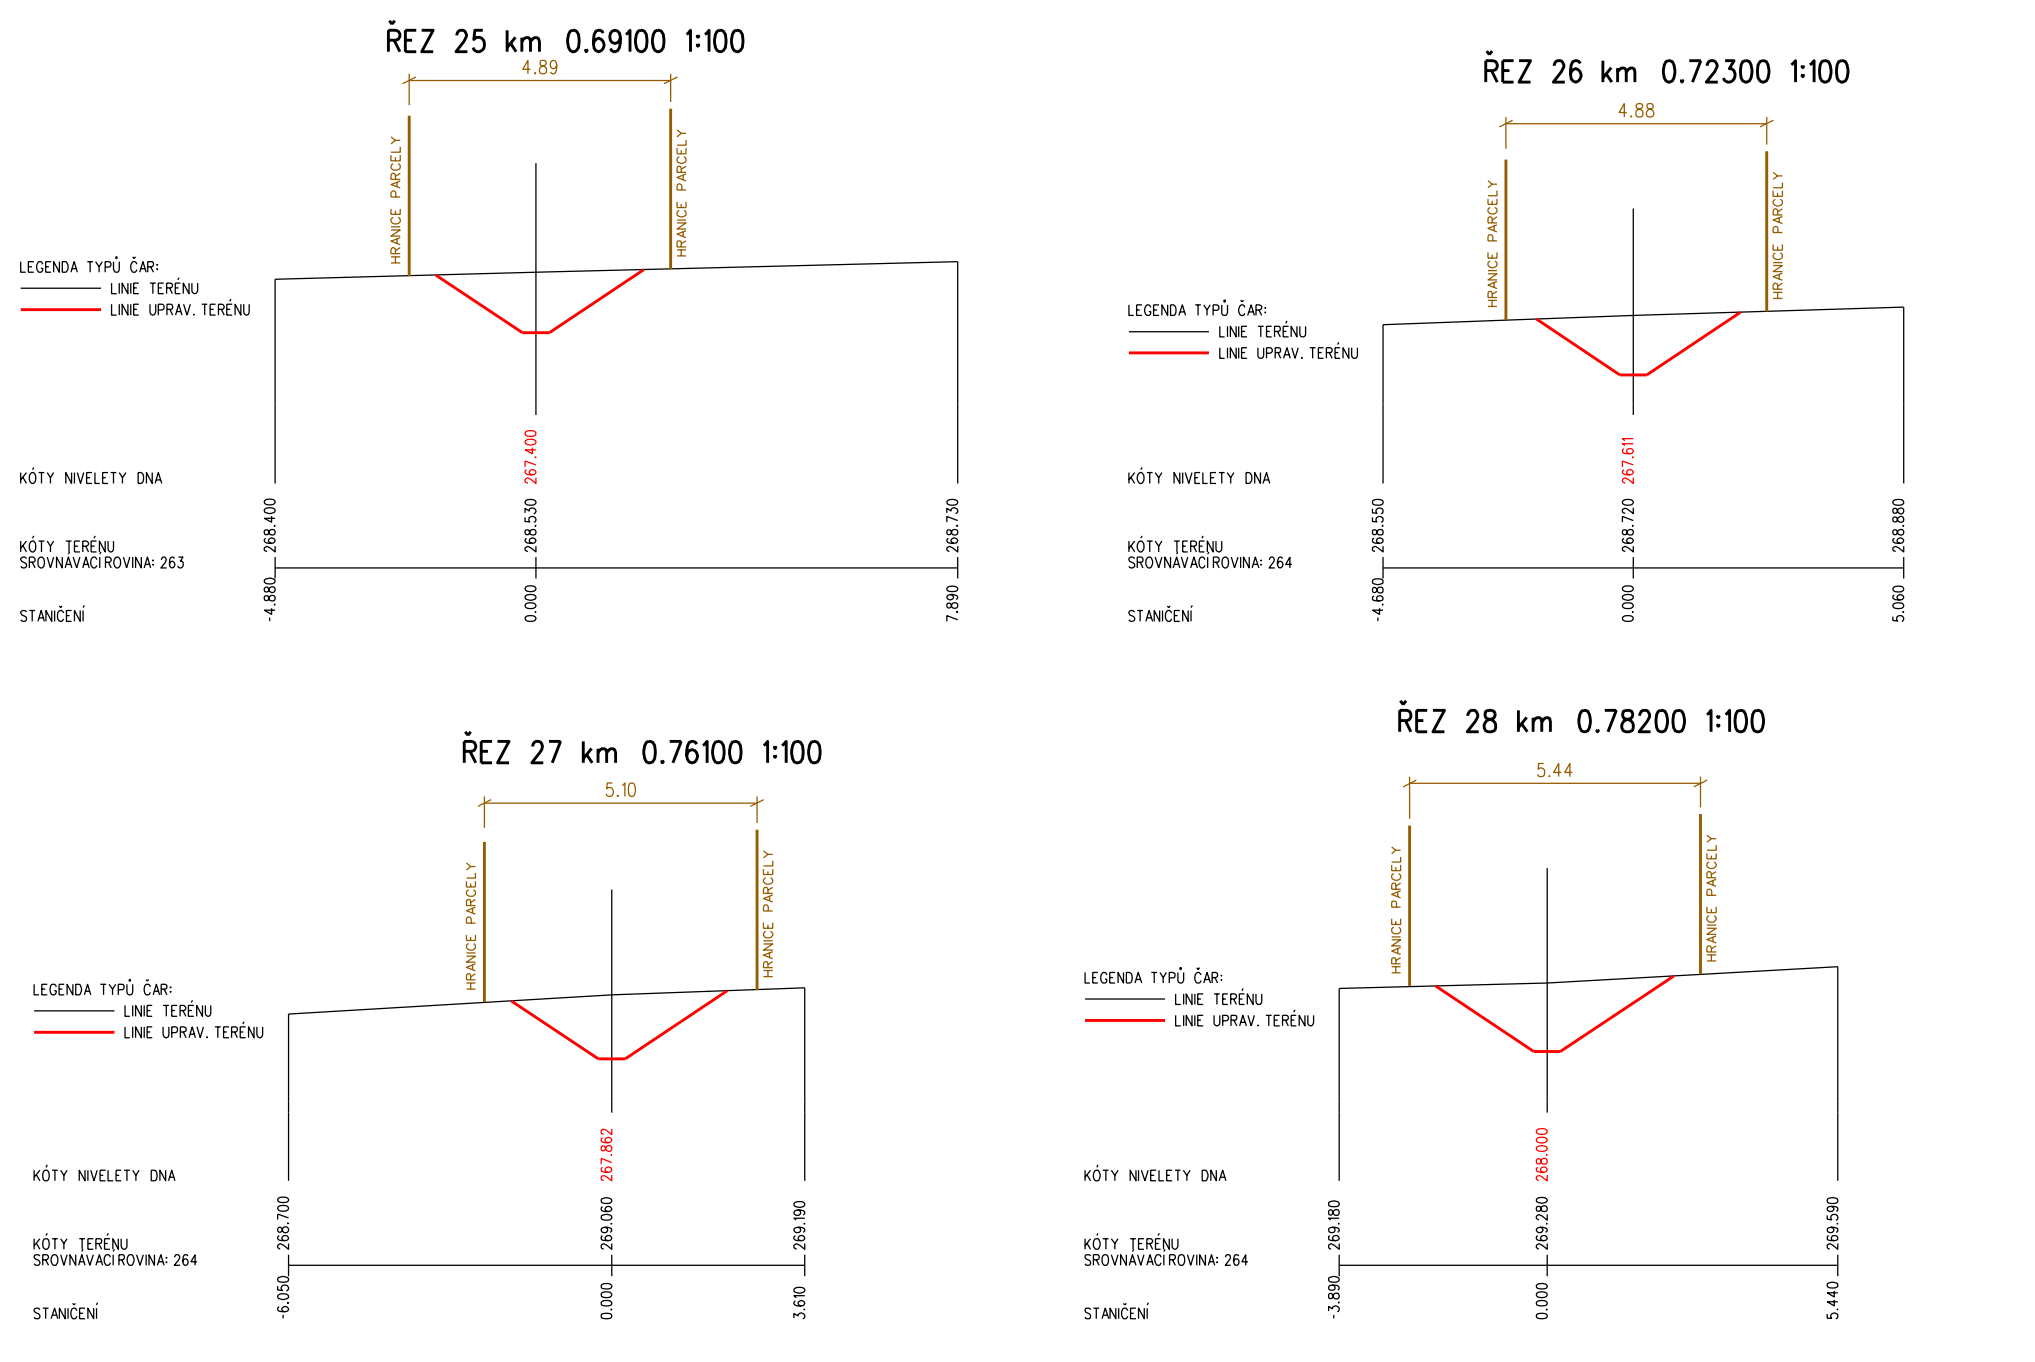 ŘEZ 25 km 0.69100 1:100
4.89
HRANICE PARCELY
HRANICE PARCELY
LEGENDA TYPŮ ČAR:
LINIE TERÉNU
LINIE UPRAV. TERÉNU
KÓTY NIVELETY DNA
267.400
KÓTY TERÉNU
268.400
268.530
268.730
SROVNÁVACÍ ROVINA: 263
STANIČENÍ
-4.880
0.000
7.890
ŘEZ 26 km 0.72300 1:100
4.88
HRANICE PARCELY
HRANICE PARCELY
LEGENDA TYPŮ ČAR:
LINIE TERÉNU
LINIE UPRAV. TERÉNU
KÓTY NIVELETY DNA
267.611
KÓTY TERÉNU
268.550
268.720
268.880
SROVNÁVACÍ ROVINA: 264
STANIČENÍ
-4.680
0.000
5.060
ŘEZ 27 km 0.76100 1:100
5.10
HRANICE PARCELY
HRANICE PARCELY
LEGENDA TYPŮ ČAR:
LINIE TERÉNU
LINIE UPRAV. TERÉNU
KÓTY NIVELETY DNA
267.862
KÓTY TERÉNU
268.700
269.060
269.190
SROVNÁVACÍ ROVINA: 264
STANIČENÍ
-6.050
0.000
3.610
ŘEZ 28 km 0.78200 1:100
5.44
HRANICE PARCELY
HRANICE PARCELY
LEGENDA TYPŮ ČAR:
LINIE TERÉNU
LINIE UPRAV. TERÉNU
KÓTY NIVELETY DNA
268.000
KÓTY TERÉNU
269.180
269.280
269.590
SROVNÁVACÍ ROVINA: 264
STANIČENÍ
-3.890
0.000
5.440